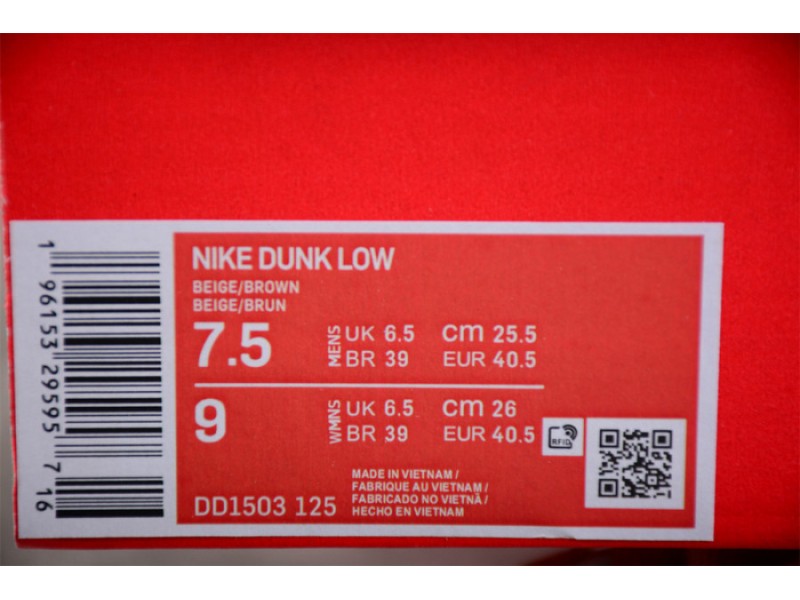 NIKE DUNK LOW
BEIGE/BROWN
BEIGE/BRUN
7.5 MENS UK 6.5 cm 25.5
BR 39 EUR 40.5
9 WMNS UK 6.5 cm 26
BR 39 EUR 40.5
RFID
MADE IN VIETNAM /
FABRIQUE AU VIETNAM /
FABRICADO NO VIETNÃ /
HECHO EN VIETNAM
DD1503 125
1 96153 29595 7 16